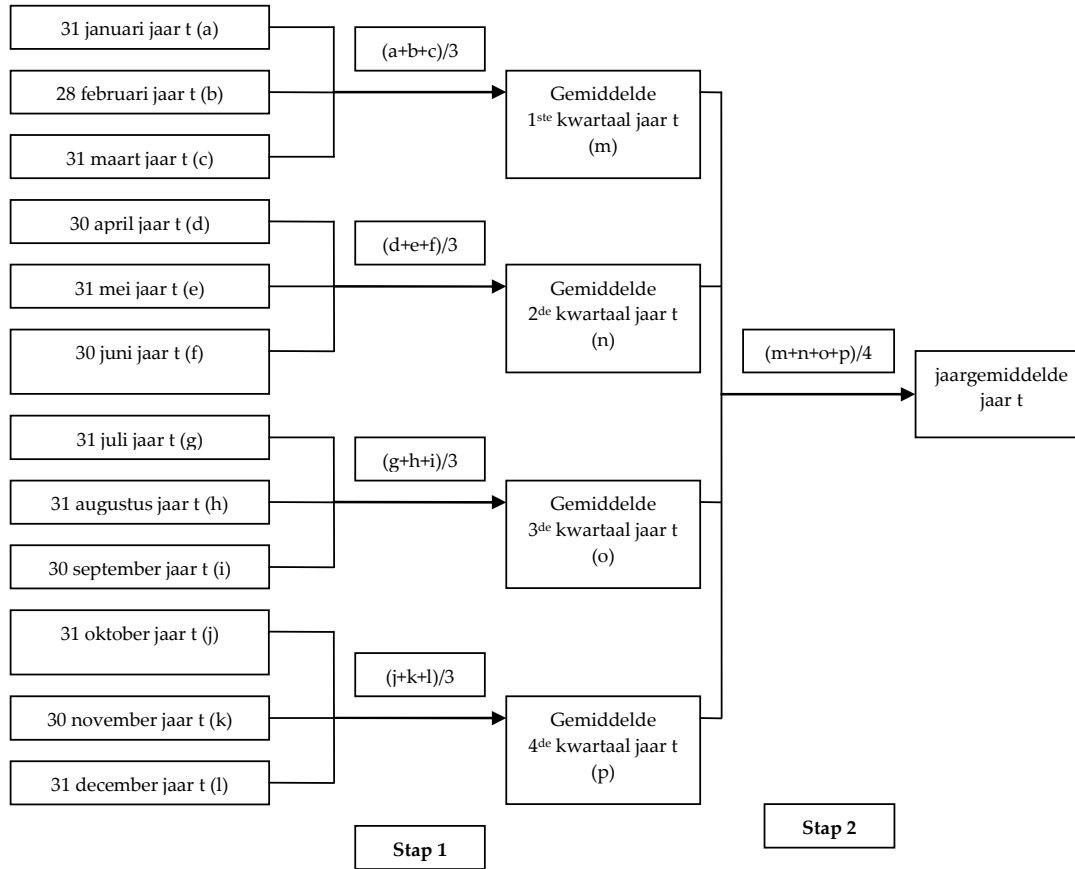 31 januari jaar t (a)
28 februari jaar t (b)
31 maart jaar t (c)
(a+b+c)/3
Gemiddelde
1ste kwartaal jaar t
(m)
30 april jaar t (d)
31 mei jaar t (e)
30 juni jaar t (f)
(d+e+f)/3
Gemiddelde
2de kwartaal jaar t
(n)
31 juli jaar t (g)
31 augustus jaar t (h)
30 september jaar t (i)
(g+h+i)/3
Gemiddelde
3de kwartaal jaar t
(o)
31 oktober jaar t (j)
30 november jaar t (k)
31 december jaar t (l)
(j+k+l)/3
Gemiddelde
4de kwartaal jaar t
(p)
(m+n+o+p)/4
jaargemiddelde
jaar t
Stap 1
Stap 2